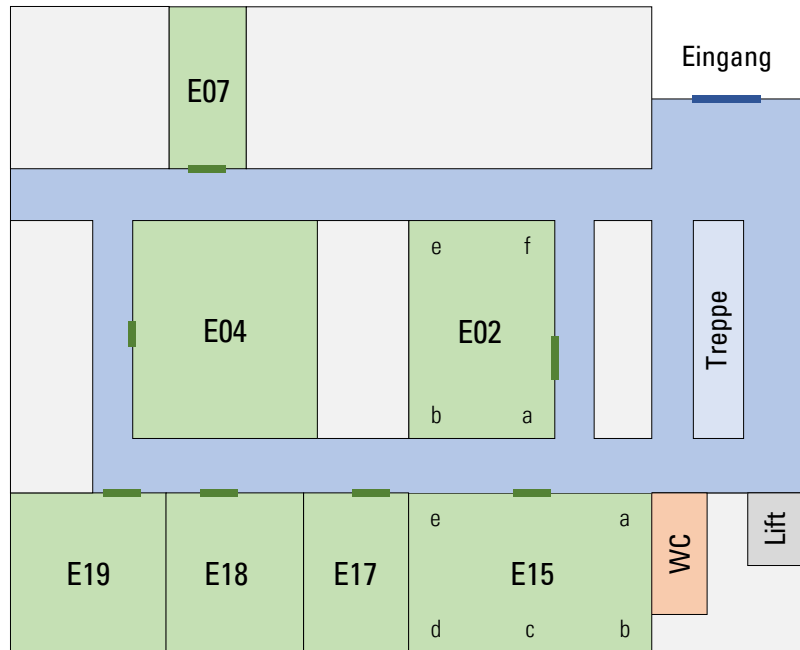 Eingang
E07
e f
E04
E02
Treppe
b a
e a
E19
E18
E17
E15
WC
Lift
d c b